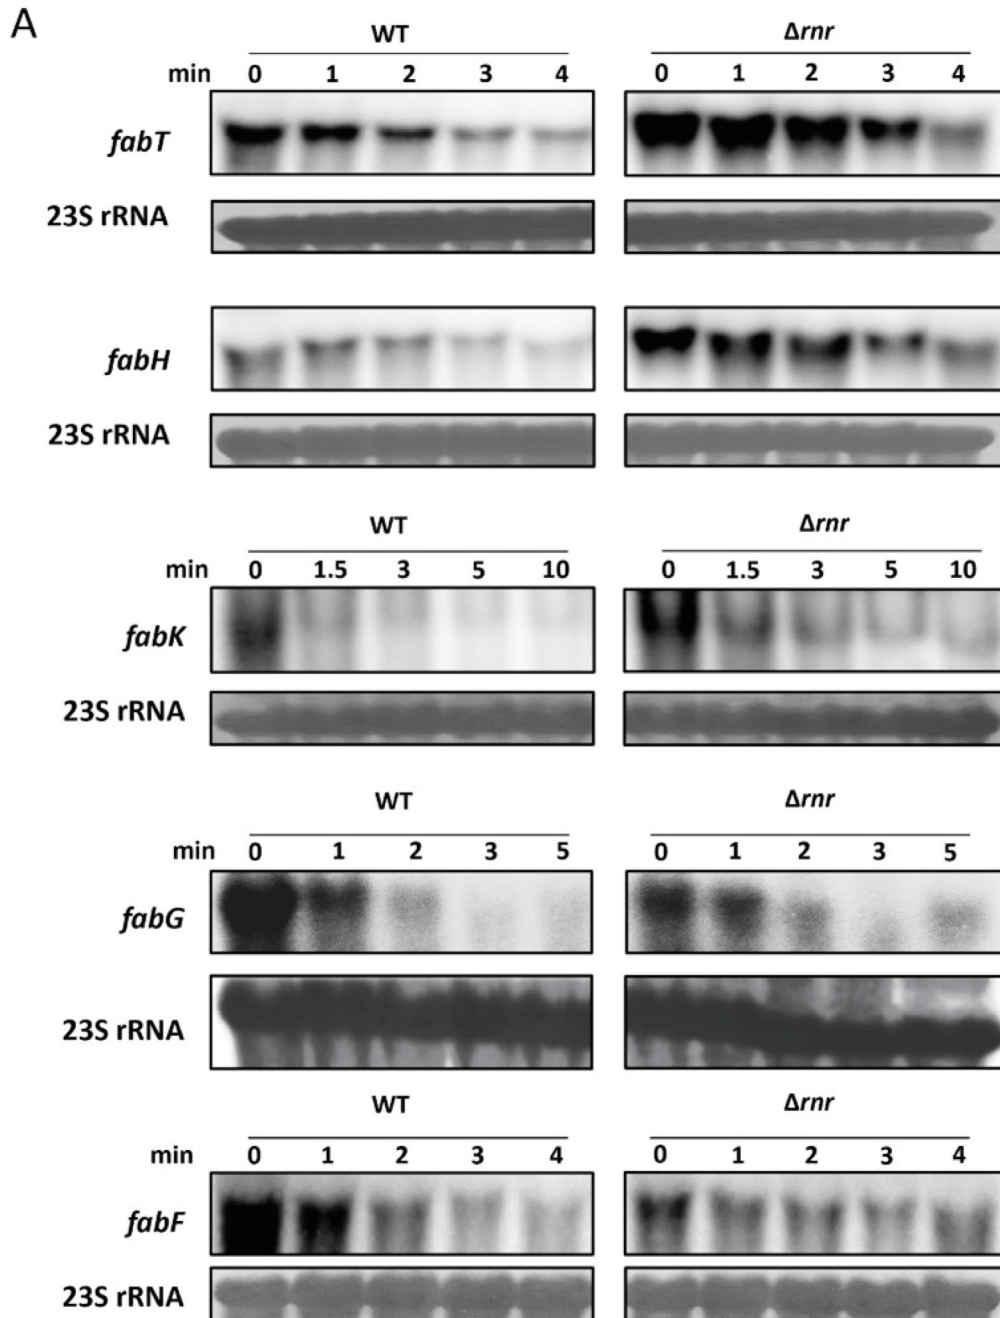 A
WT Δrnr
min 0 1 2 3 4 0 1 2 3 4
fabT
23S rRNA
fabH
23S rRNA
WT Δrnr
min 0 1.5 3 5 10 0 1.5 3 5 10
fabK
23S rRNA
WT Δrnr
min 0 1 2 3 5 0 1 2 3 5
fabG
23S rRNA
WT Δrnr
min 0 1 2 3 4 0 1 2 3 4
fabF
23S rRNA